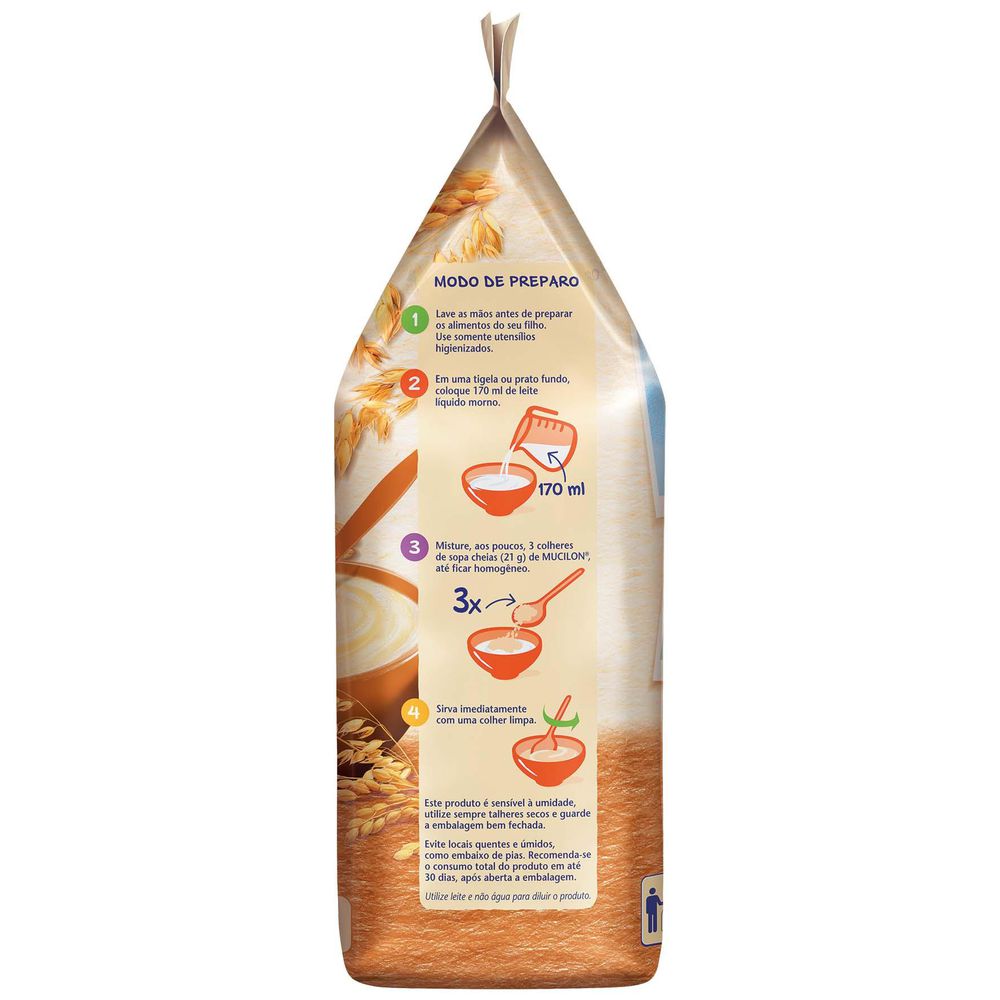 MODO DE PREPARO
1
Lave as mãos antes de preparar
os alimentos do seu filho.
Use somente utensílios
higienizados.
2
Em uma tigela ou prato fundo,
coloque 170 ml de leite
líquido morno.
170 ml
3
Misture, aos poucos, 3 colheres
de sopa cheias (21 g) de MUCILON®,
até ficar homogêneo.
3x
4
Sirva imediatamente
com uma colher limpa.
Este produto é sensível à umidade,
utilize sempre talheres secos e guarde
a embalagem bem fechada.
Evite locais quentes e úmidos,
como embaixo de pias. Recomenda-se
o consumo total do produto em até
30 dias, após aberta a embalagem.
Utilize leite e não água para diluir o produto.